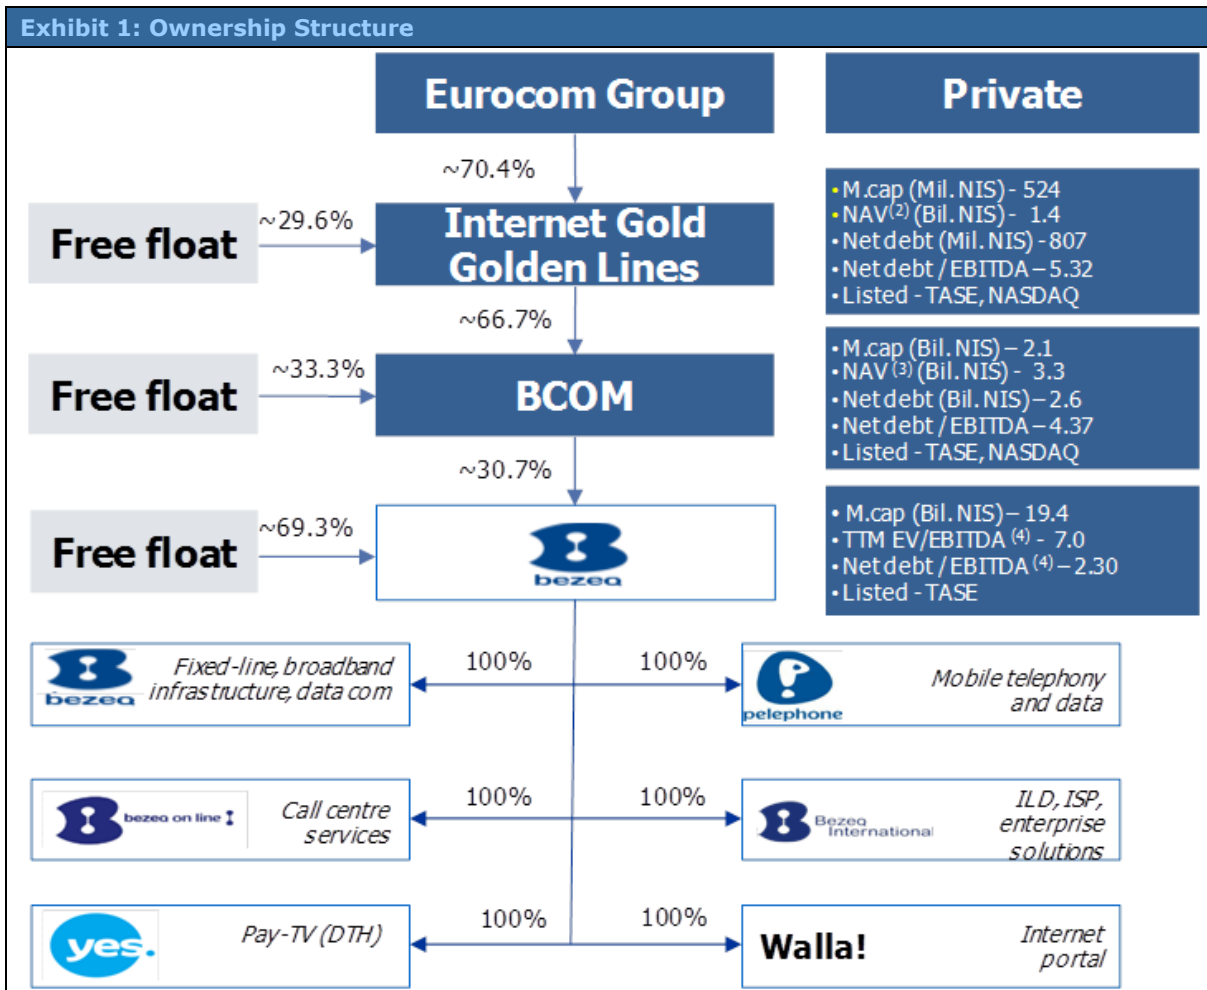 Exhibit 1: Ownership Structure
Eurocom Group
Private
~70.4%
Free float
~29.6%
Internet Gold
Golden Lines
•M.cap (Mil. NIS) - 524
•NAV(2) (Bil. NIS) - 1.4
•Net debt (Mil. NIS) -807
•Net debt / EBITDA – 5.32
•Listed - TASE, NASDAQ
~66.7%
Free float
~33.3%
BCOM
•M.cap (Bil. NIS) – 2.1
•NAV (3) (Bil. NIS) - 3.3
•Net debt (Bil. NIS) – 2.6
•Net debt / EBITDA – 4.37
•Listed - TASE, NASDAQ
~30.7%
Free float
~69.3%
bezeq
• M.cap (Bil. NIS) – 19.4
•TTM EV/EBITDA (4) - 7.0
•Net debt / EBITDA (4) – 2.30
•Listed - TASE
bezeq
Fixed-line, broadband
infrastructure, data com
100%
100%
pelephone
Mobile telephony
and data
bezeq on line
Call centre
services
100%
100%
Bezeq
International
ILD, ISP,
enterprise
solutions
yes.
Pay-TV (DTH)
100%
100%
Walla!
Internet
portal